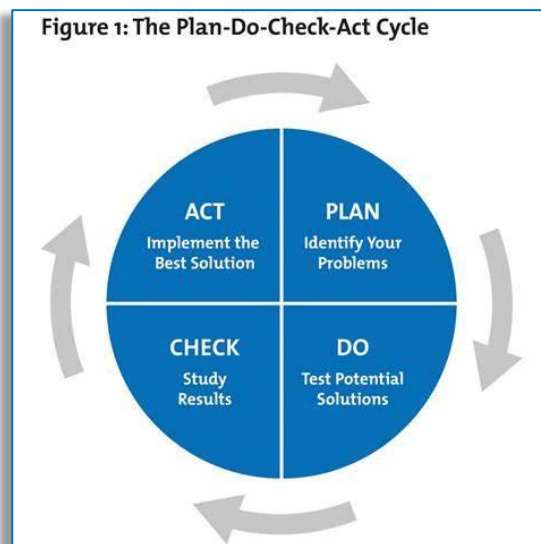 Figure 1: The Plan-Do-Check-Act Cycle
ACT
Implement the
Best Solution
PLAN
Identify Your
Problems
CHECK
Study
Results
DO
Test Potential
Solutions